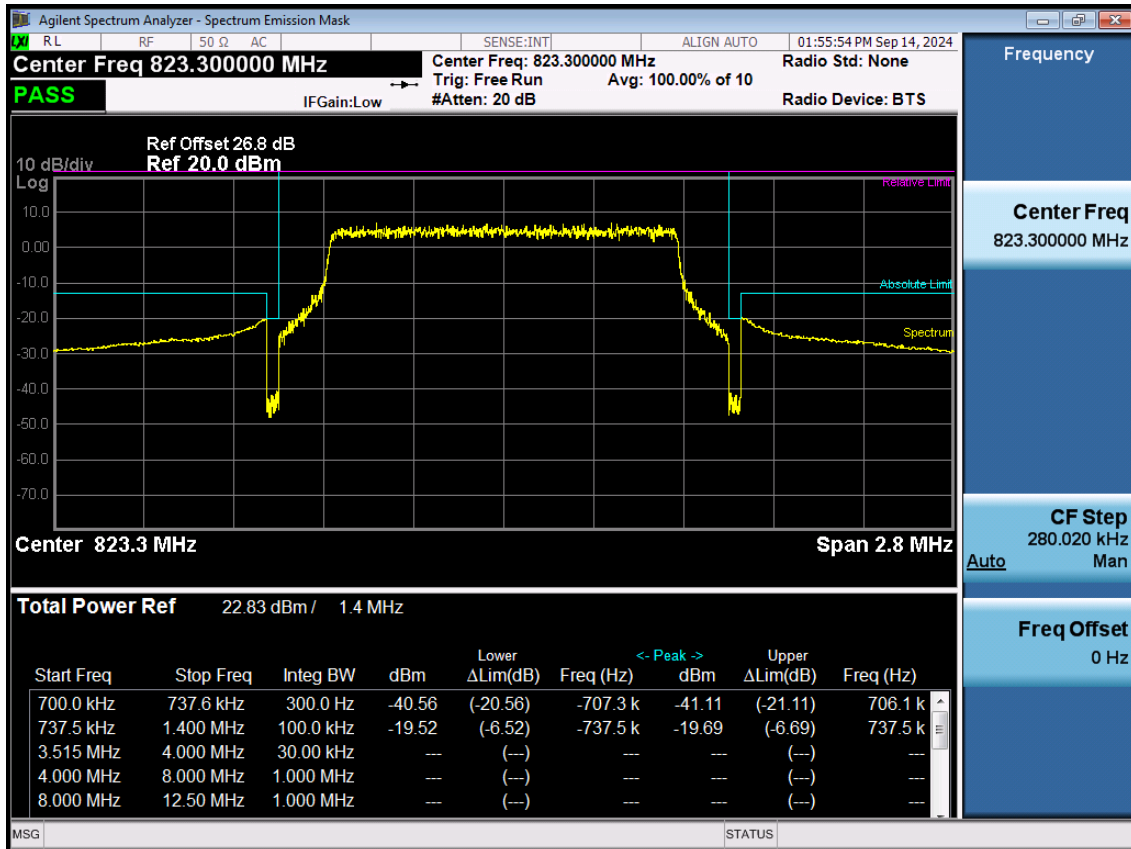 Agilent Spectrum Analyzer - Spectrum Emission Mask
LXI RL RF 50 Ω AC SENSE:INT ALIGN AUTO 01:55:54 PM Sep 14, 2024
Center Freq 823.300000 MHz
Center Freq: 823.300000 MHz Radio Std: None
Trig: Free Run Avg: 100.00% of 10
PASS
IFGain:Low #Atten: 20 dB Radio Device: BTS
Ref Offset 26.8 dB
10 dB/div Ref 20.0 dBm
Log
Relative Limit
10.0
0.00
-10.0
Absolute Limit
-20.0
Spectrum
-30.0
-40.0
-50.0
-60.0
-70.0
Center 823.3 MHz Span 2.8 MHz
Total Power Ref 22.83 dBm / 1.4 MHz
Lower <- Peak -> Upper
Start Freq Stop Freq Integ BW dBm ΔLim(dB) Freq (Hz) dBm ΔLim(dB) Freq (Hz)
700.0 kHz 737.6 kHz 300.0 Hz -40.56 (-20.56) -707.3 k -41.11 (-21.11) 706.1 k
737.5 kHz 1.400 MHz 100.0 kHz -19.52 (-6.52) -737.5 k -19.69 (-6.69) 737.5 k
3.515 MHz 4.000 MHz 30.00 kHz --- (---) --- --- (---) ---
4.000 MHz 8.000 MHz 1.000 MHz --- (---) --- --- (---) ---
8.000 MHz 12.50 MHz 1.000 MHz --- (---) --- --- (---) ---
MSG STATUS
Frequency
Center Freq
823.300000 MHz
CF Step
280.020 kHz
Auto Man
Freq Offset
0 Hz